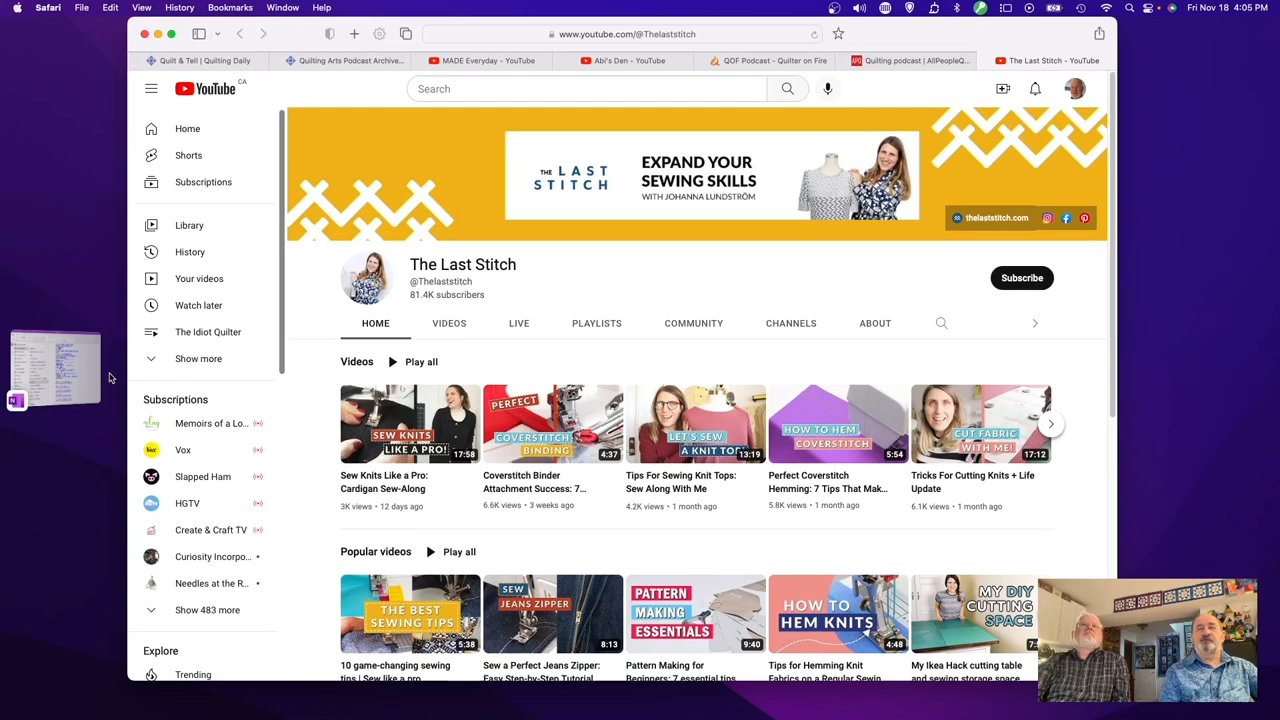 Safari File Edit View History Bookmarks Window Help
Fri Nov 18 4:05 PM
www.youtube.com/@Thelaststitch
Quilt & Tell | Quilting Daily
Quilting Arts Podcast Archive...
MADE Everyday - YouTube
Abi's Den - YouTube
QOF Podcast - Quilter on Fire
Quilting podcast | AllPeopleQ...
The Last Stitch - YouTube
YouTube CA
Search
Home
Shorts
Subscriptions
Library
History
Your videos
Watch later
The Idiot Quilter
Show more
Subscriptions
Memoirs of a Lo...
Vox
Slapped Ham
HGTV
Create & Craft TV
Curiosity Incorpo...
Needles at the R...
Show 483 more
Explore
Trending
THE LAST
STITCH
EXPAND YOUR
SEWING SKILLS
WITH JOHANNA LUNDSTRÖM
thelaststitch.com
The Last Stitch
@Thelaststitch
81.4K subscribers
Subscribe
HOME VIDEOS LIVE PLAYLISTS COMMUNITY CHANNELS ABOUT
Videos Play all
SEW KNITS
LIKE A PRO!
17:58
Sew Knits Like a Pro:
Cardigan Sew-Along
3K views • 12 days ago
PERFECT
COVERSTITCH
BINDING
4:37
Coverstitch Binder
Attachment Success: 7...
6.6K views • 3 weeks ago
LET'S SEW
A KNIT TOP!
13:19
Tips For Sewing Knit Tops:
Sew Along With Me
4.2K views • 1 month ago
HOW TO HEM
COVERSTITCH
5:54
Perfect Coverstitch
Hemming: 7 Tips That Mak...
5.8K views • 1 month ago
CUT FABRIC
WITH ME!
17:12
Tricks For Cutting Knits + Life
Update
6.1K views • 1 month ago
Popular videos Play all
THE BEST
SEWING TIPS
5:38
10 game-changing sewing
tips | Sew like a pro
SEW
JEANS ZIPPER
8:13
Sew a Perfect Jeans Zipper:
Easy Step-by-Step Tutorial
PATTERN
MAKING
ESSENTIALS
9:40
Pattern Making for
Beginners: 7 essential tips
HOW TO
HEM KNITS
4:48
Tips for Hemming Knit
Fabrics on a Regular Sewin
MY DIY
CUTTING
SPACE
My Ikea Hack cutting table
and sewing storage space